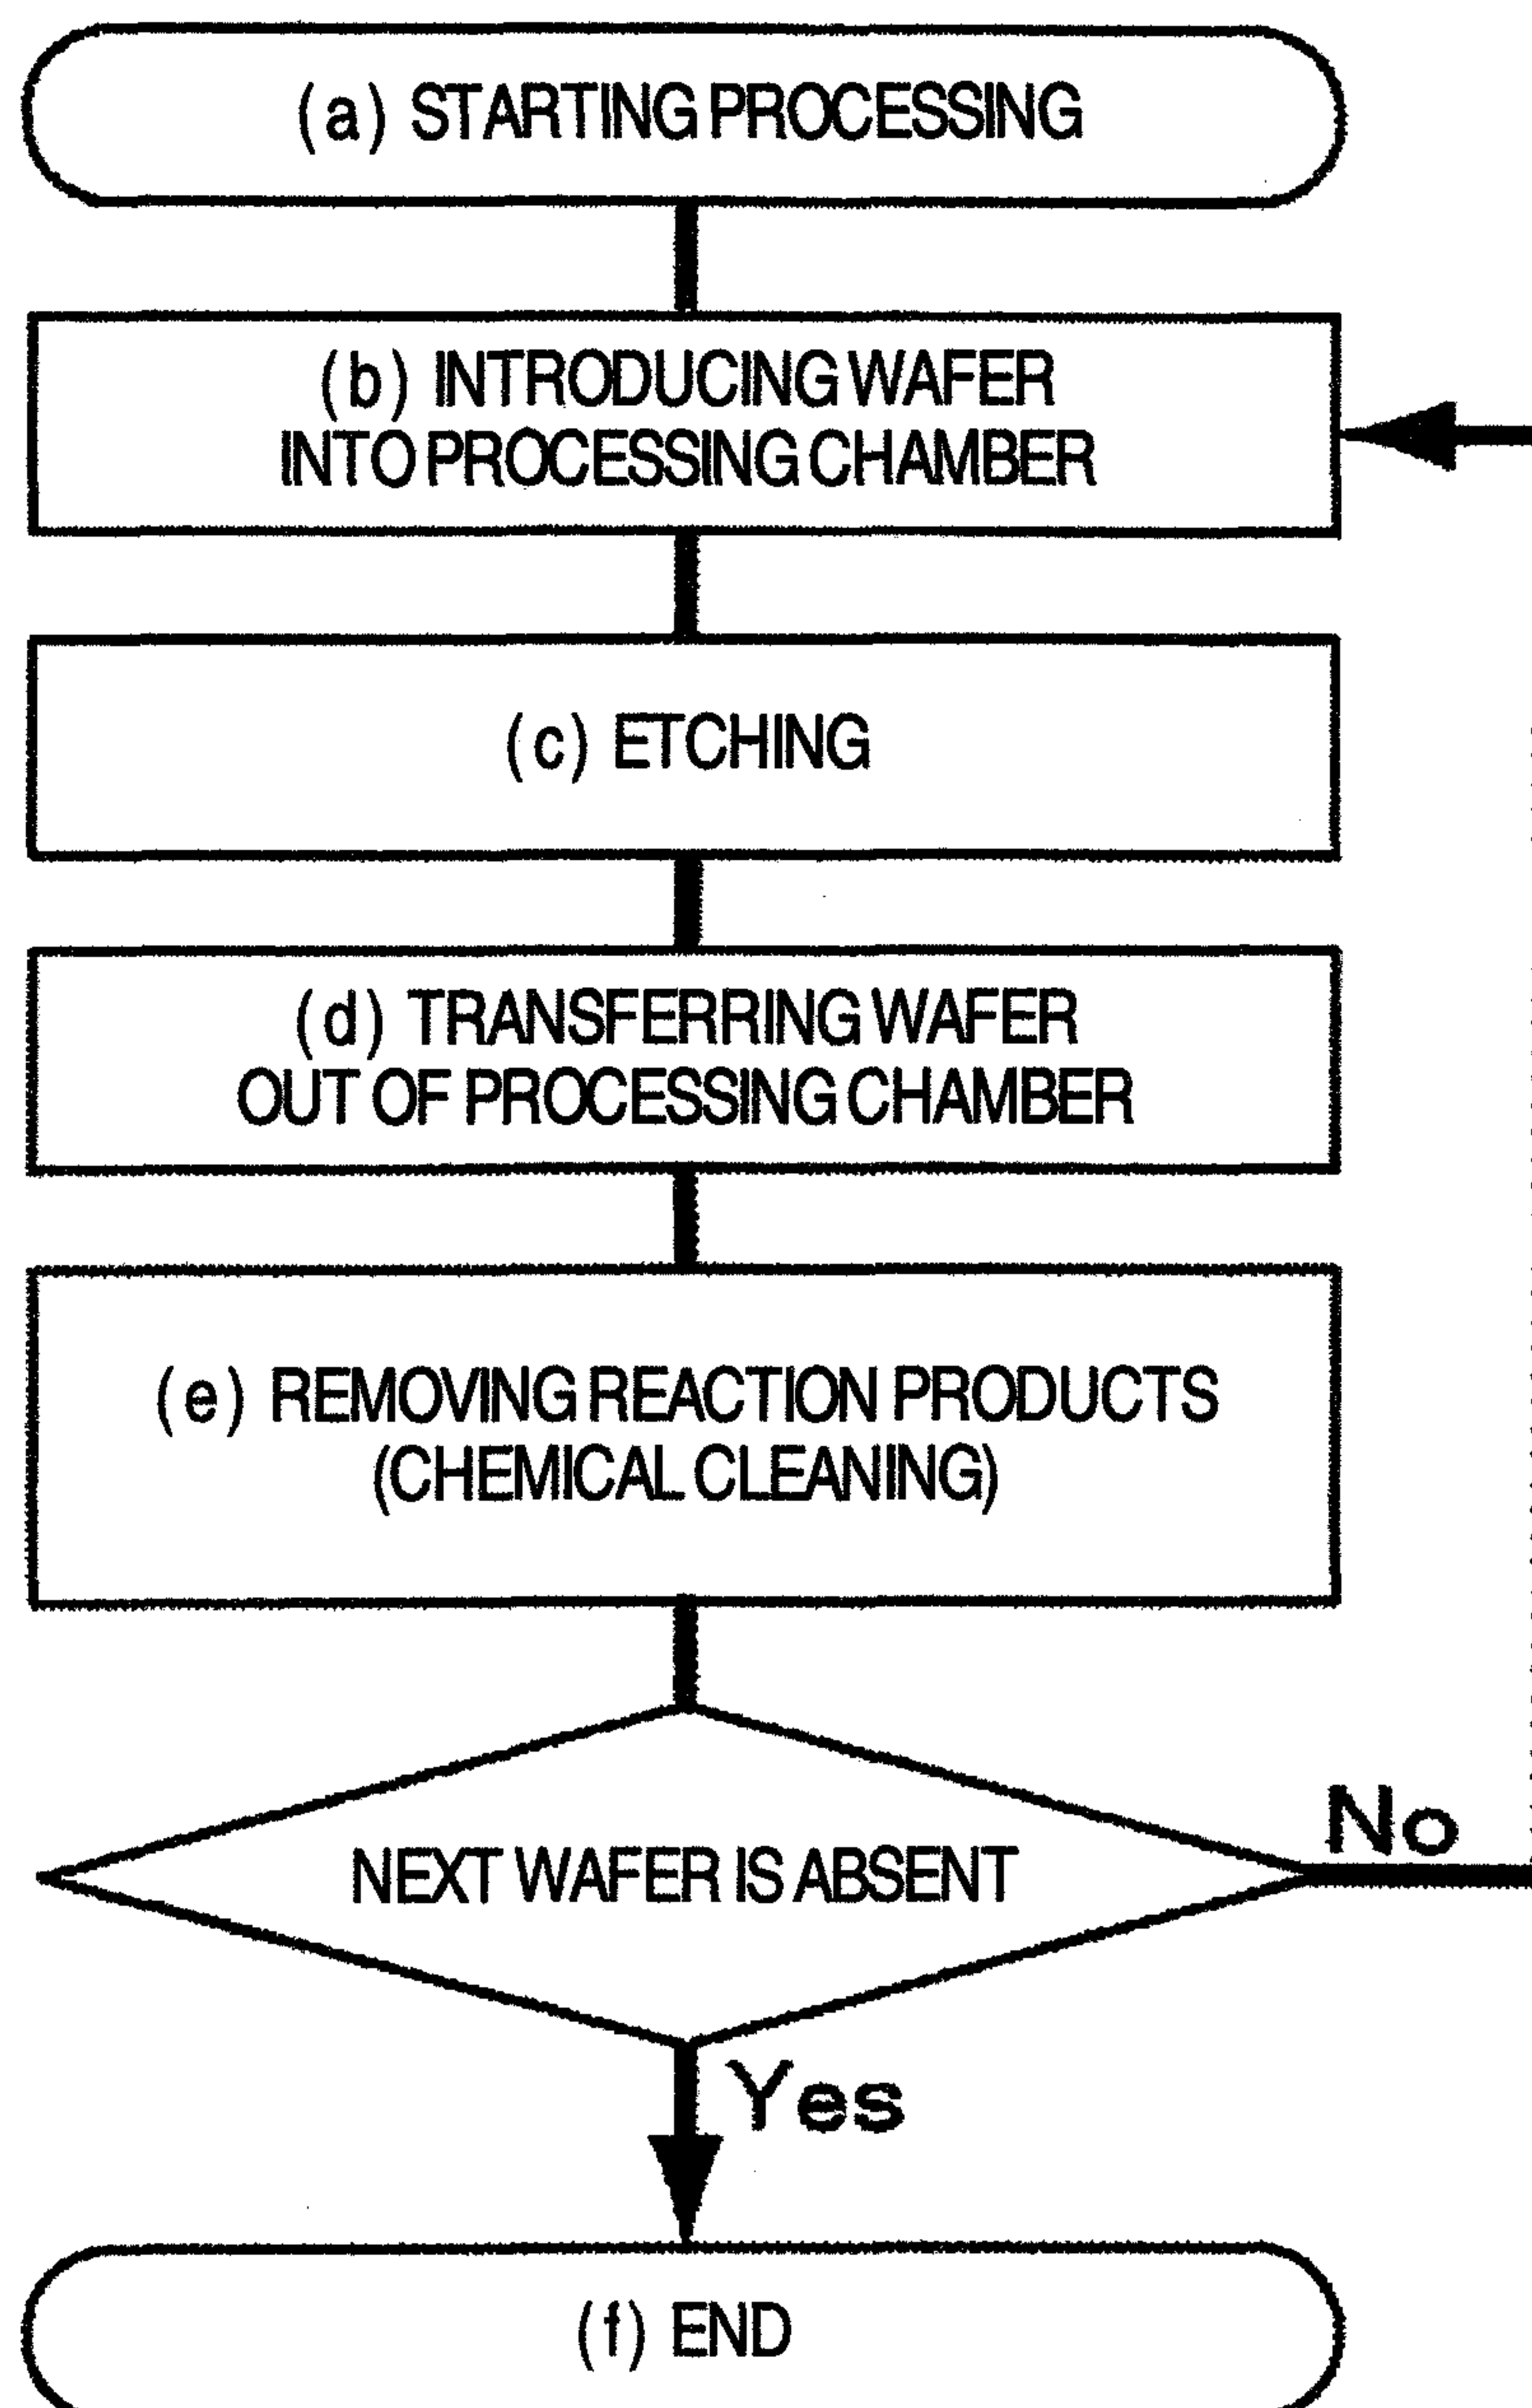 (a) STARTING PROCESSING
(b) INTRODUCING WAFER
INTO PROCESSING CHAMBER
(c) ETCHING
(d) TRANSFERRING WAFER
OUT OF PROCESSING CHAMBER
(e) REMOVING REACTION PRODUCTS
(CHEMICAL CLEANING)
NEXT WAFER IS ABSENT
No
Yes
(f) END